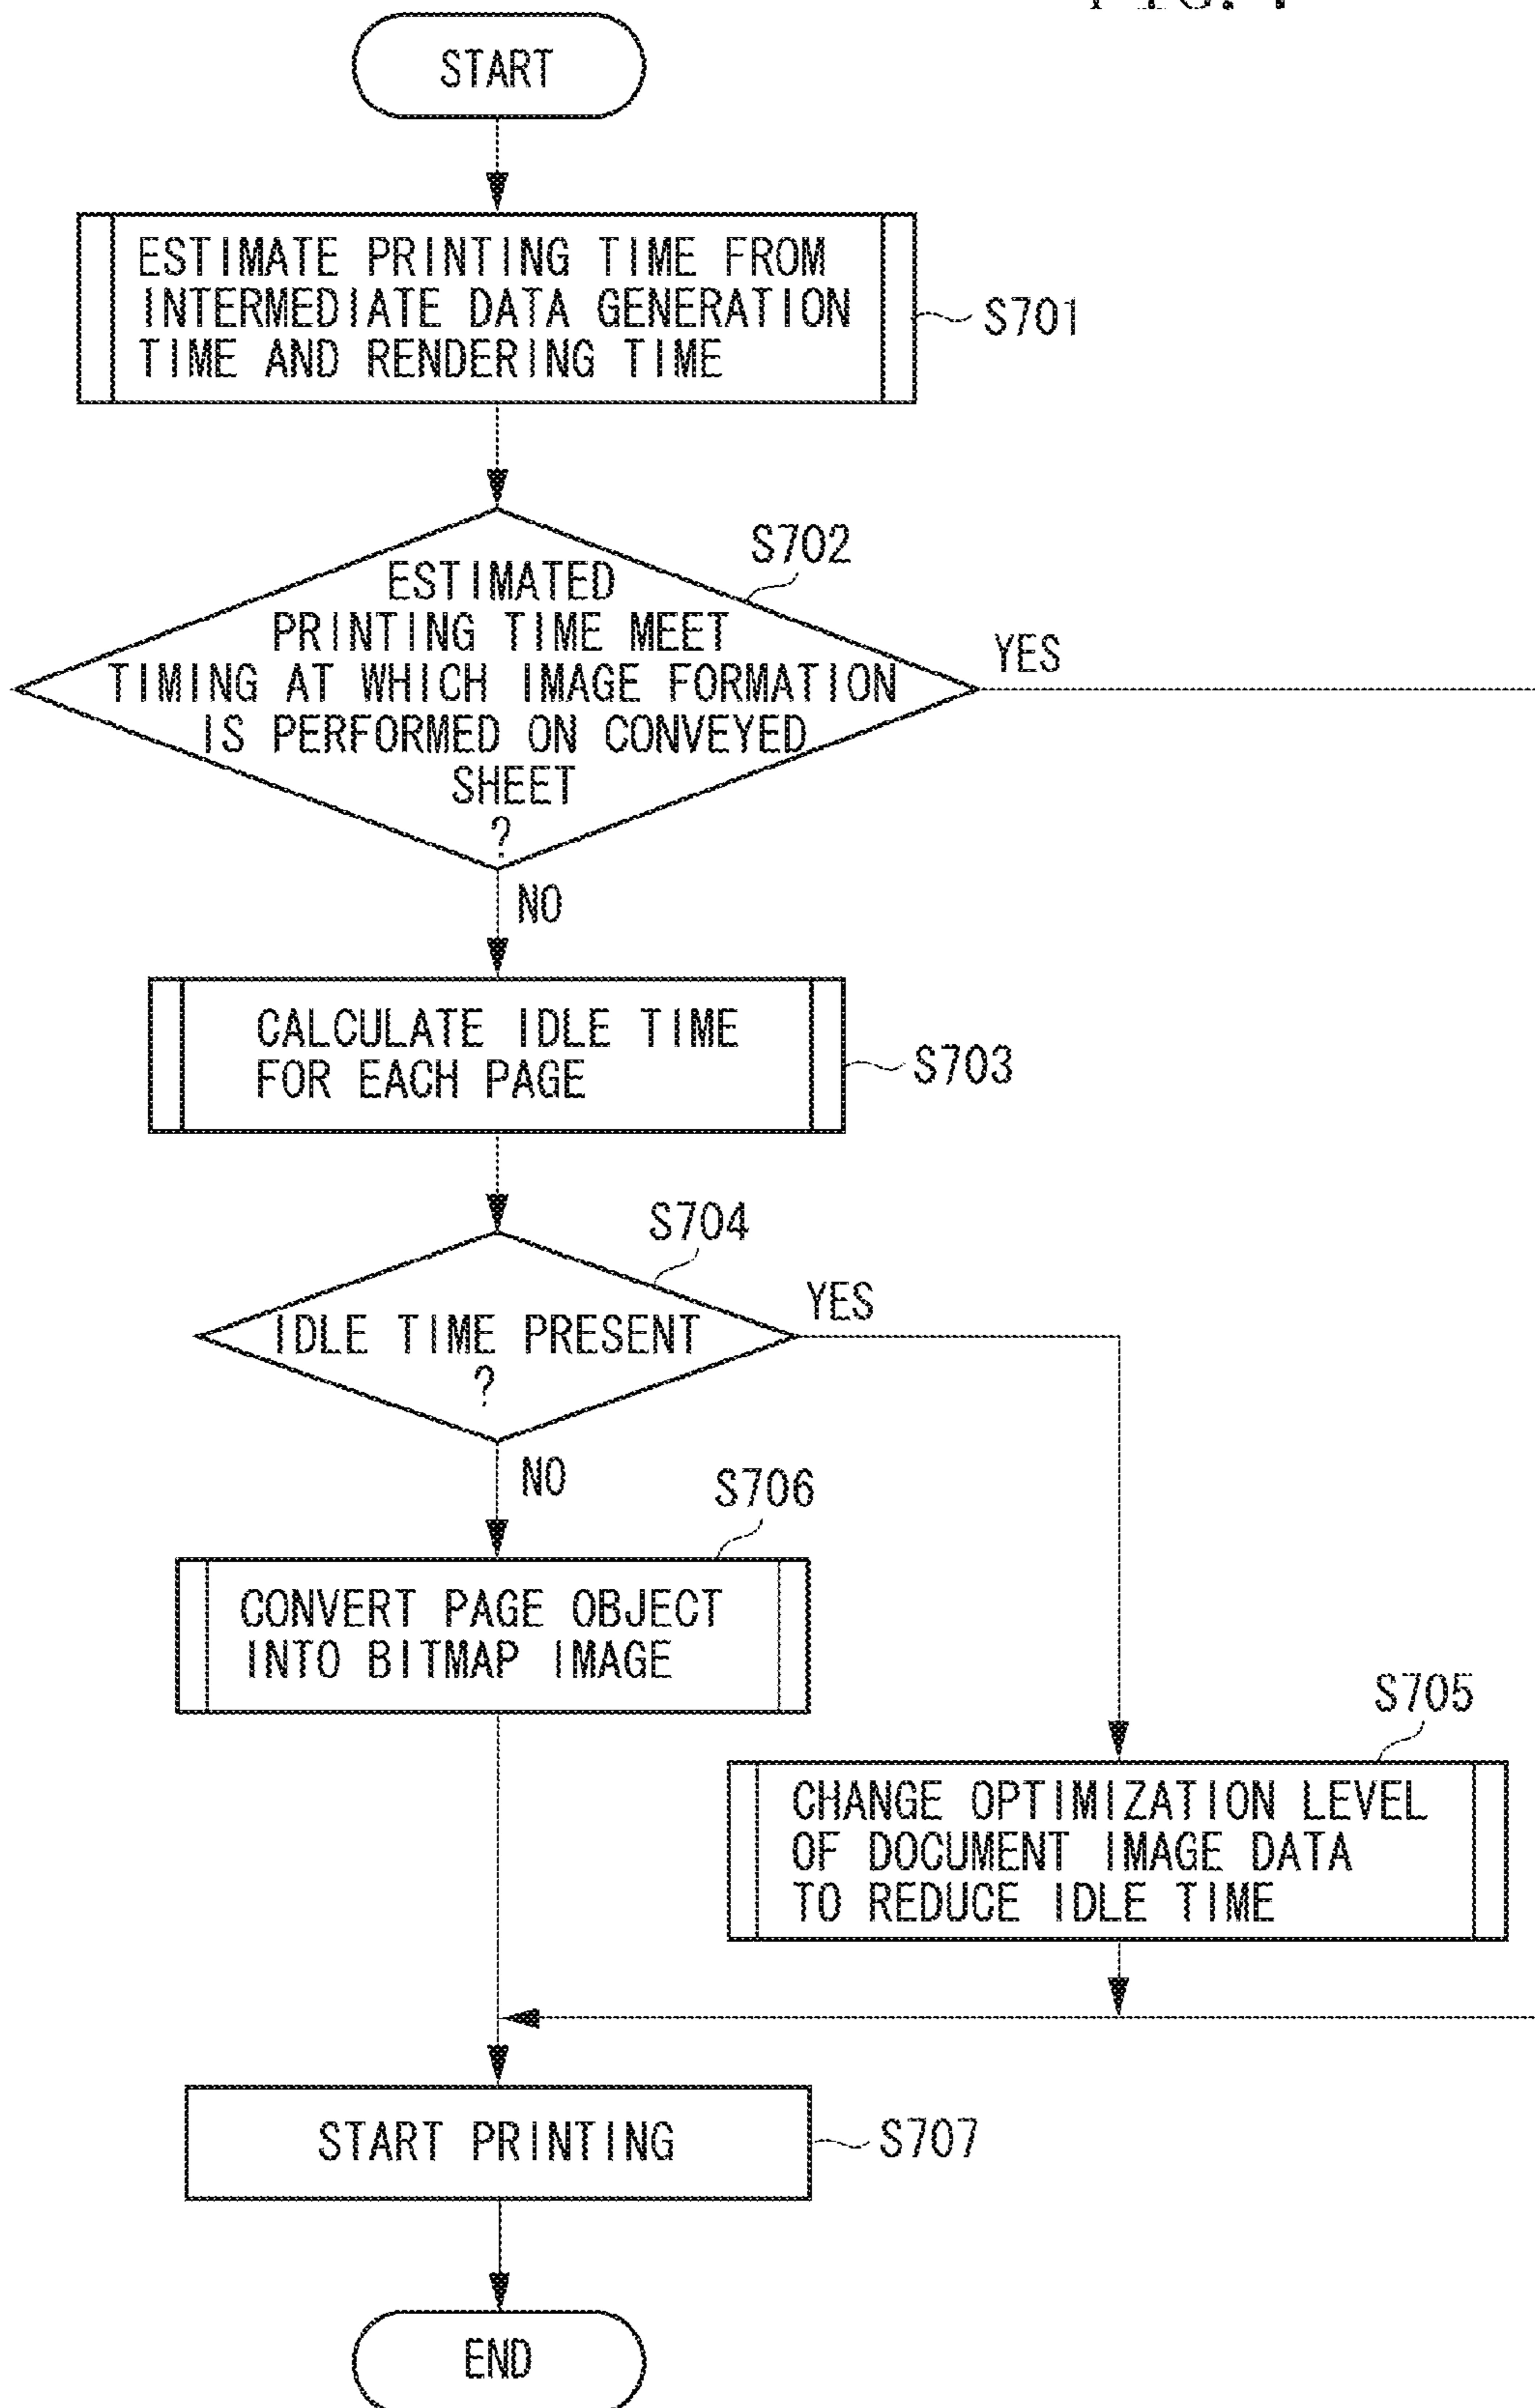 START
ESTIMATE PRINTING TIME FROM
INTERMEDIATE DATA GENERATION
TIME AND RENDERING TIME
S701
S702
ESTIMATED
PRINTING TIME MEET
TIMING AT WHICH IMAGE FORMATION
IS PERFORMED ON CONVEYED
SHEET
?
YES
NO
CALCULATE IDLE TIME
FOR EACH PAGE
S703
S704
IDLE TIME PRESENT
?
YES
NO
S706
CONVERT PAGE OBJECT
INTO BITMAP IMAGE
S705
CHANGE OPTIMIZATION LEVEL
OF DOCUMENT IMAGE DATA
TO REDUCE IDLE TIME
START PRINTING
S707
END